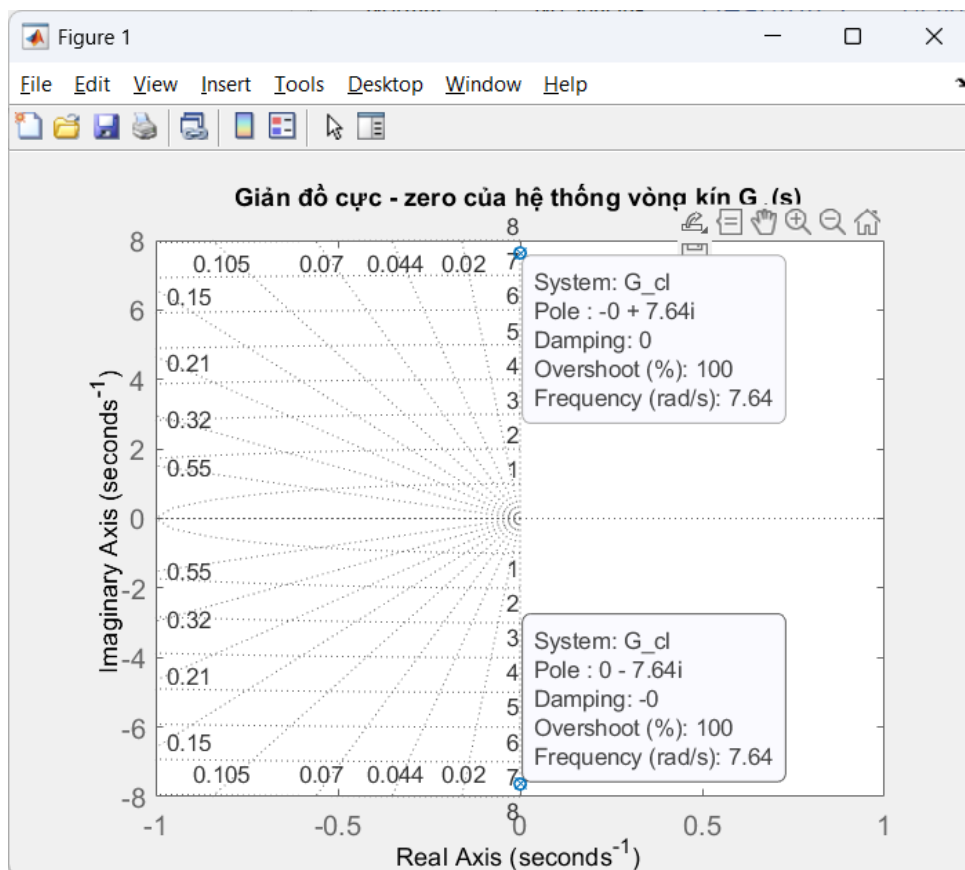 Figure 1
File Edit View Insert Tools Desktop Window Help
Giản đồ cực - zero của hệ thống vòng kín G (s)
8
8
0.105 0.07 0.044 0.02 7
0.15
6
6
5
0.21
4
4
3
0.32
2
2
0.55
1
0
0.55
1
-2
2
0.32
3
-4
4
0.21
5
-6
6
0.15
0.105 0.07 0.044 0.02 7
-8
8
-1 -0.5 0 0.5 1
Imaginary Axis (seconds-1)
Real Axis (seconds-1)
System: G_cl
Pole : -0 + 7.64i
Damping: 0
Overshoot (%): 100
Frequency (rad/s): 7.64
System: G_cl
Pole : 0 - 7.64i
Damping: -0
Overshoot (%): 100
Frequency (rad/s): 7.64